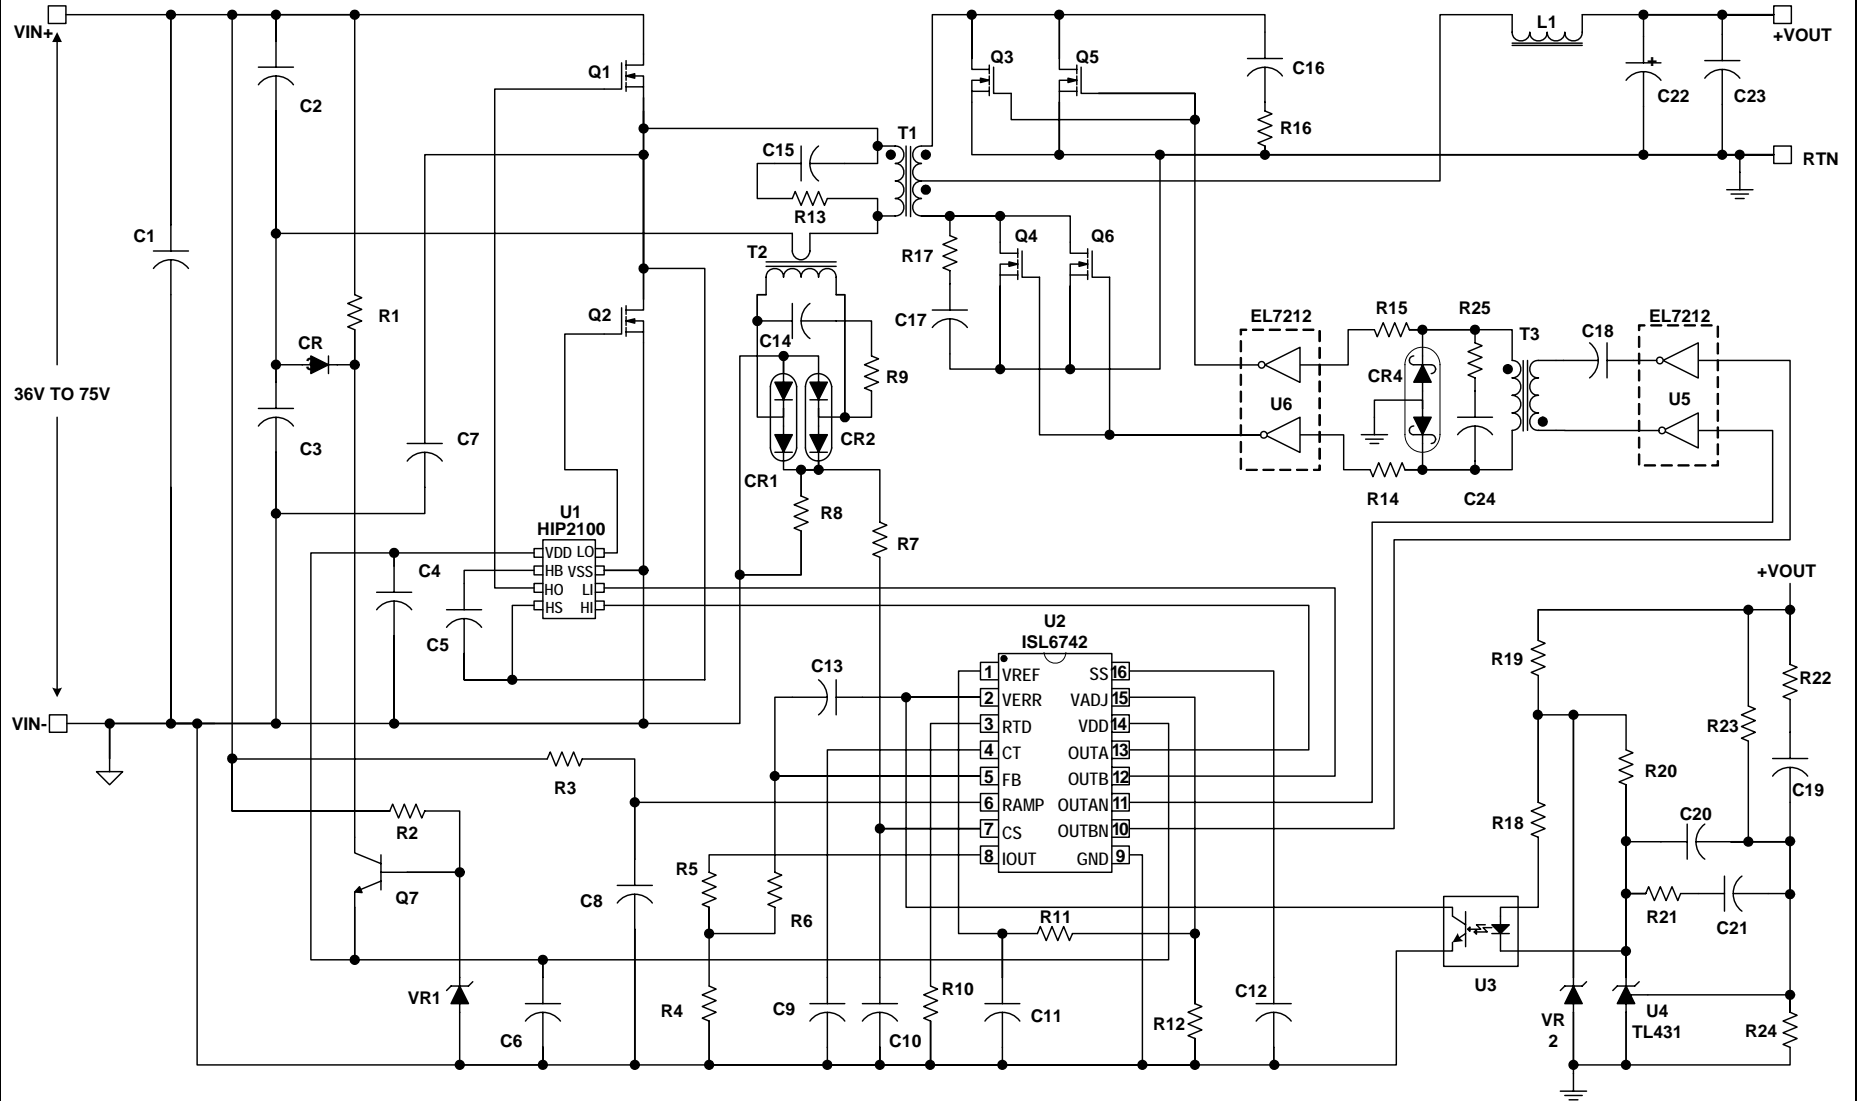 VIN+
L1
+VOUT
Q1
Q3
Q5
C16
C2
C22
C23
R16
T1
C15
RTN
R13
C1
T2
R17
Q4
Q6
R1
Q2
C17
EL7212
R15
R25
EL7212
CR
C14
T3
C18
36V TO 75V
R9
CR4
U6
U5
C3
C7
CR2
CR1
R14
C24
R8
U1
HIP2100
R7
VDD LO
HB VSS
HO LI
HS HI
C4
+VOUT
C5
U2
ISL6742
C13
R19
1 VREF SS 16
2 VERR VADJ 15
3 RTD VDD 14
4 CT OUTA 13
5 FB OUTB 12
6 RAMP OUTAN 11
7 CS OUTBN 10
8 IOUT GND 9
R22
VIN-
R23
R3
R20
C19
R2
R18
C20
R5
Q7
C8
R6
R11
R21
C21
VR1
R4
C9
R10
C12
U3
C6
C10
C11
R12
VR
2
U4
TL431
R24